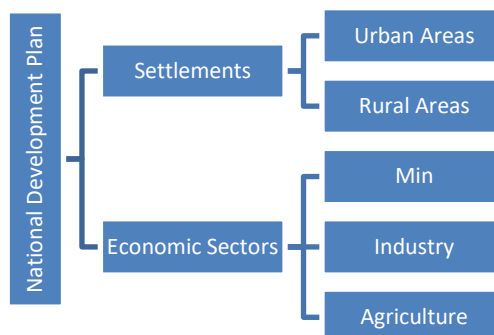 National Development Plan
Settlements
Urban Areas
Rural Areas
Economic Sectors
Min
Industry
Agriculture